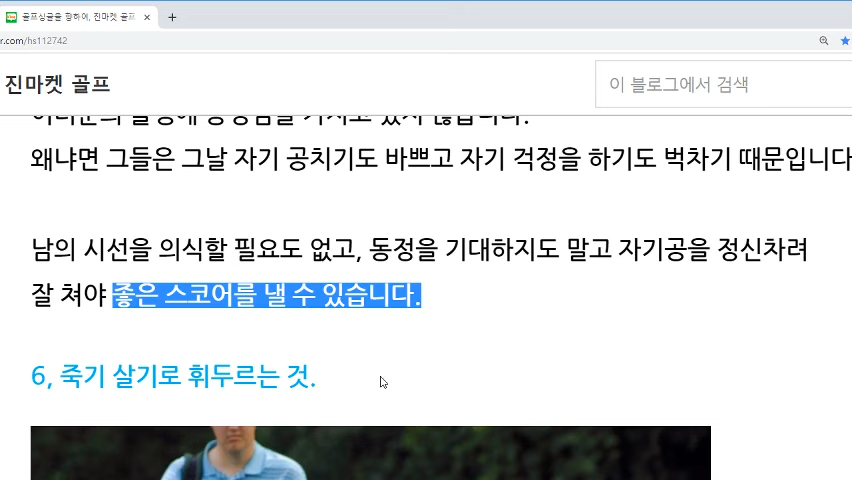 골프싱글을 향하여, 진마켓 골프
r.com/hs112742
진마켓 골프
이 블로그에서 검색
왜냐면 그들은 그날 자기 공치기도 바쁘고 자기 걱정을 하기도 벅차기 때문입니다
남의 시선을 의식할 필요도 없고, 동정을 기대하지도 말고 자기공을 정신차려
잘 쳐야 좋은 스코어를 낼 수 있습니다.
6, 죽기 살기로 휘두르는 것.